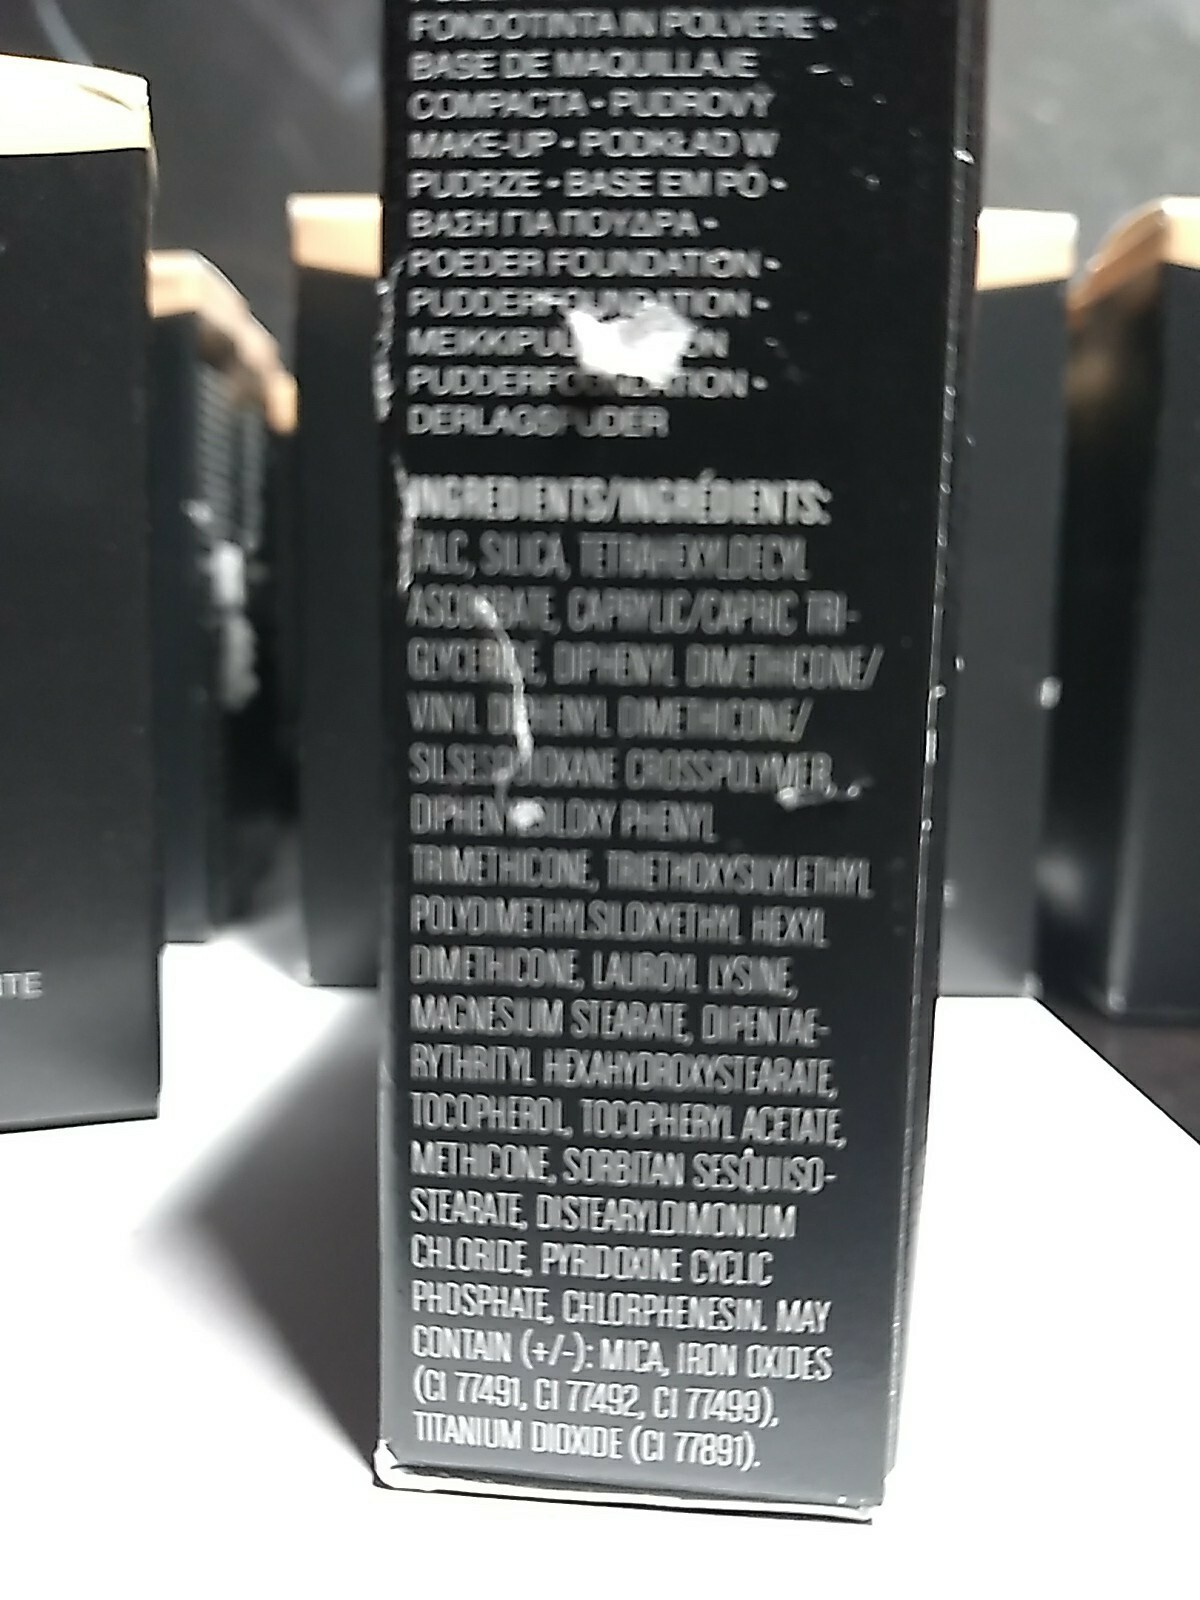 FONDOTINTA IN POLVERE -
BASE DE MAQUILLAJE
COMPACTA - PUDROVÝ
MAKE-UP - PODKŁAD W
PUDRZE - BASE EM PÓ -
ΒΑΣΗ ΓΙΑ ΠΟΥΔΡΑ -
POEDER FOUNDATION -
PUDDERFOUNDATION -
PUDDERFOUNDATION -
INGREDIENTS/INGRÉDIENTS:
TALC, SILICA, TETRAHEXYLDECYL
ASCORBATE, CAPRYLIC/CAPRIC TRI-
GLYCERIDE, DIPHENYL DIMETHICONE/
VINYL DIPHENYL DIMETHICONE/
SILSESQUIOXANE CROSSPOLYMER,
DIPHENYLSILOXY PHENYL
TRIMETHICONE, TRIETHOXYSILYLETHYL
POLYDIMETHYLSILOXYETHYL HEXYL
DIMETHICONE, LAUROYL LYSINE,
MAGNESIUM STEARATE, DIPENTAE-
RYTHRITYL HEXAHYDROXYSTEARATE,
TOCOPHEROL, TOCOPHERYL ACETATE,
METHICONE, SORBITAN SESQUIISO-
STEARATE, DISTEARYLDIMONIUM
CHLORIDE, PYRIDOXINE CYCLIC
PHOSPHATE, CHLORPHENESIN. MAY
CONTAIN (+/-): MICA, IRON OXIDES
(CI 77491, CI 77492, CI 77499),
TITANIUM DIOXIDE (CI 77891).